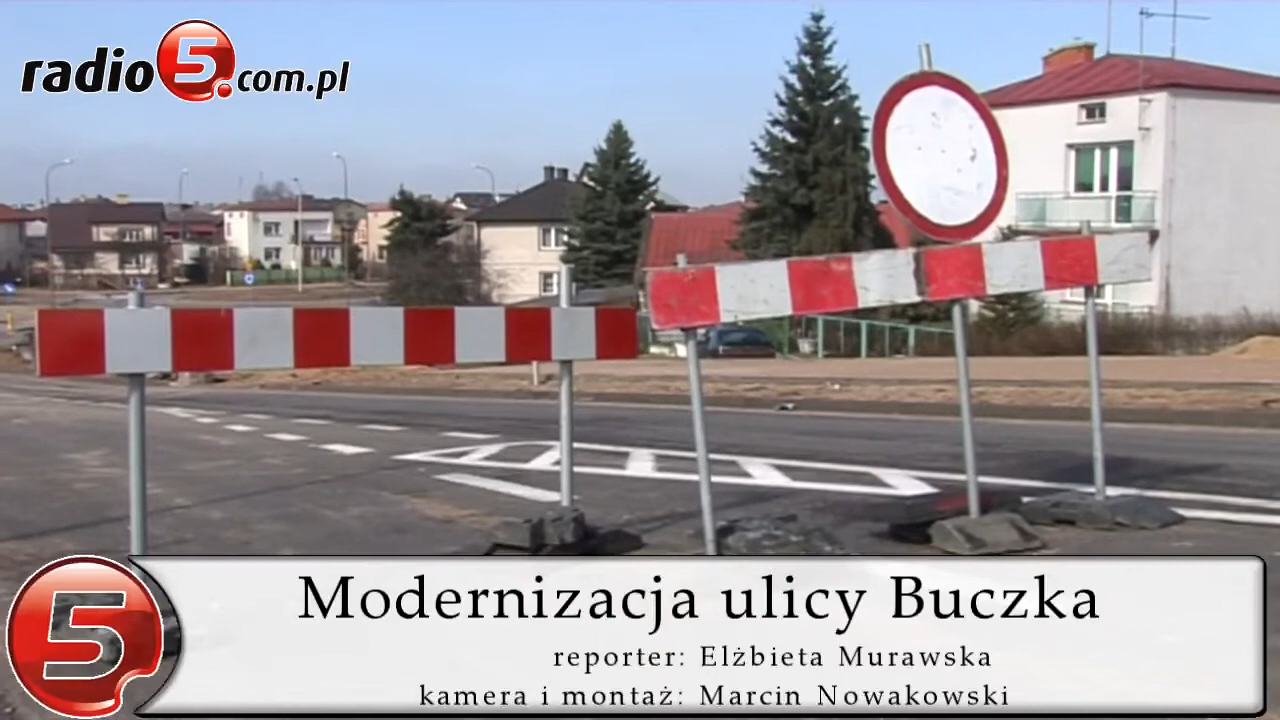 radio5.com.pl
Modernizacja ulicy Buczka
reporter: Elżbieta Murawska
kamera i montaż: Marcin Nowakowski
5